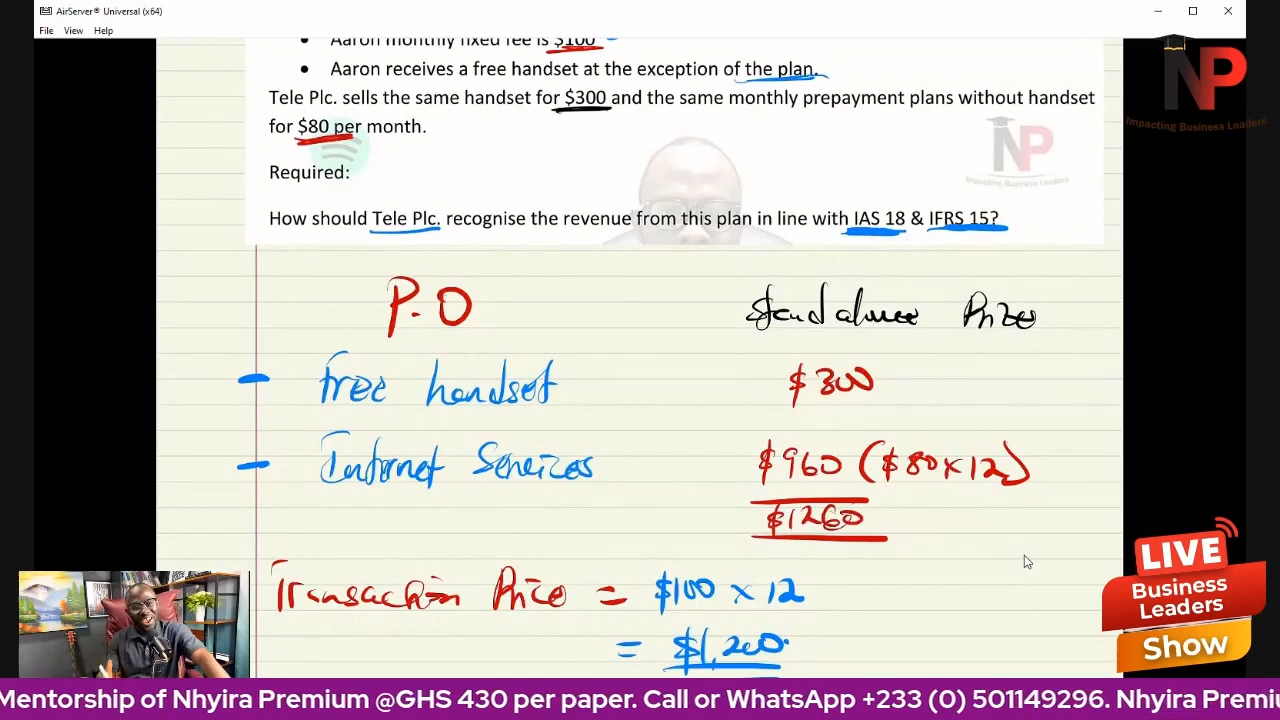 AirServer® Universal (x64)
File View Help
• Aaron monthly fixed fee is $100
• Aaron receives a free handset at the exception of the plan.
Tele Plc. sells the same handset for $300 and the same monthly prepayment plans without handset
for $80 per month.
NP
Impacting Business Leaders
NP
Impacting Business Leaders
Required:
How should Tele Plc. recognise the revenue from this plan in line with IAS 18 & IFRS 15?
P.O Standalone Price
- Free handset $300
- Internet Services $960 ($80x12)
$1260
Transaction Price = $100 x 12
= $1,200.
LIVE
Business
Leaders
Show
Mentorship of Nhyira Premium @GHS 430 per paper. Call or WhatsApp +233 (0) 501149296. Nhyira Premiu